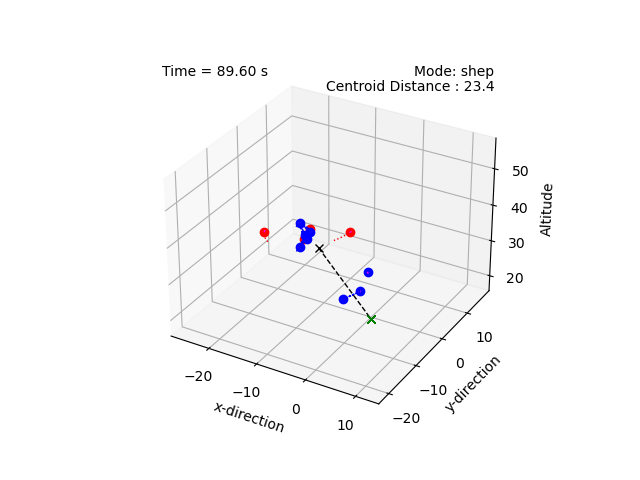 Time = 89.60 s
Mode: shep
Centroid Distance : 23.4
50
40
30
20
Altitude
10
0
−10
−20
y-direction
−20
−10
0
10
x-direction